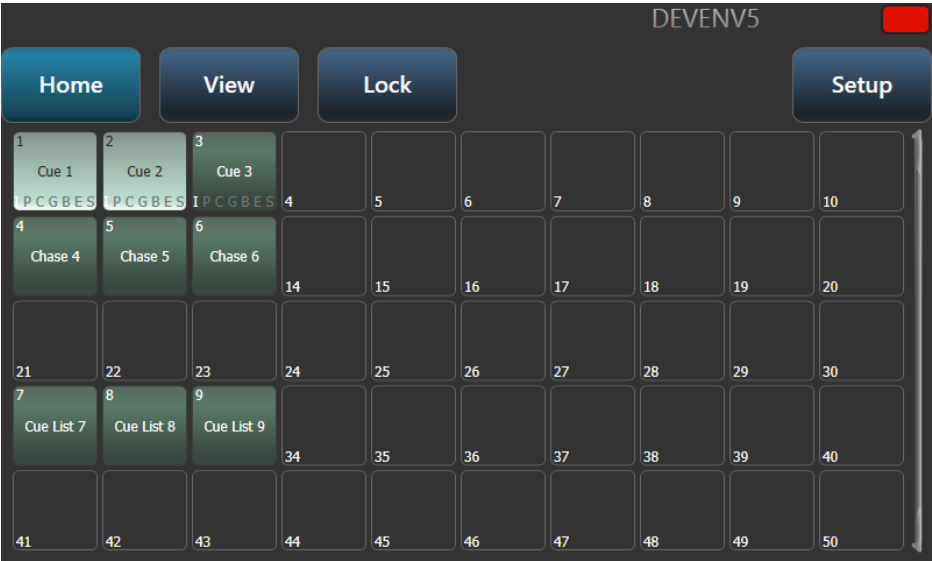 DEVENV5
Home View Lock Setup
1 2 3
Cue 1 Cue 2 Cue 3
IPCGBES IPCGBES IPCGBES 4 5 6 7 8 9 10
4 5 6
Chase 4 Chase 5 Chase 6
14 15 16 17 18 19 20
21 22 23 24 25 26 27 28 29 30
7 8 9
Cue List 7 Cue List 8 Cue List 9
34 35 36 37 38 39 40
41 42 43 44 45 46 47 48 49 50